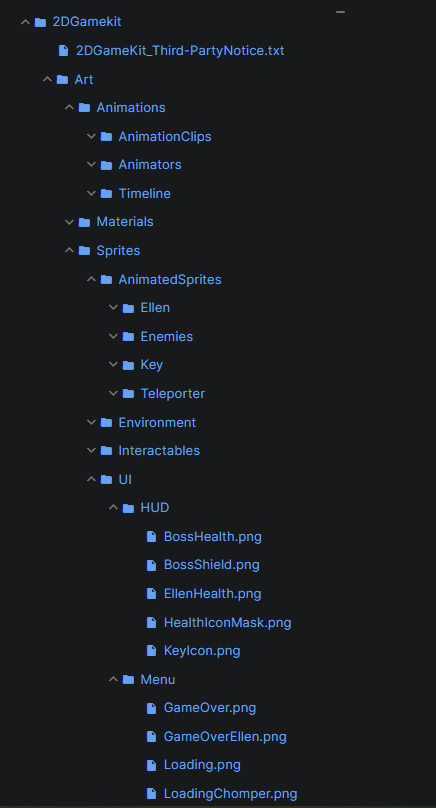 2DGamekit
2DGameKit_Third-PartyNotice.txt
Art
Animations
AnimationClips
Animators
Timeline
Materials
Sprites
AnimatedSprites
Ellen
Enemies
Key
Teleporter
Environment
Interactables
UI
HUD
BossHealth.png
BossShield.png
EllenHealth.png
HealthIconMask.png
KeyIcon.png
Menu
GameOver.png
GameOverEllen.png
Loading.png
LoadingChomper.png